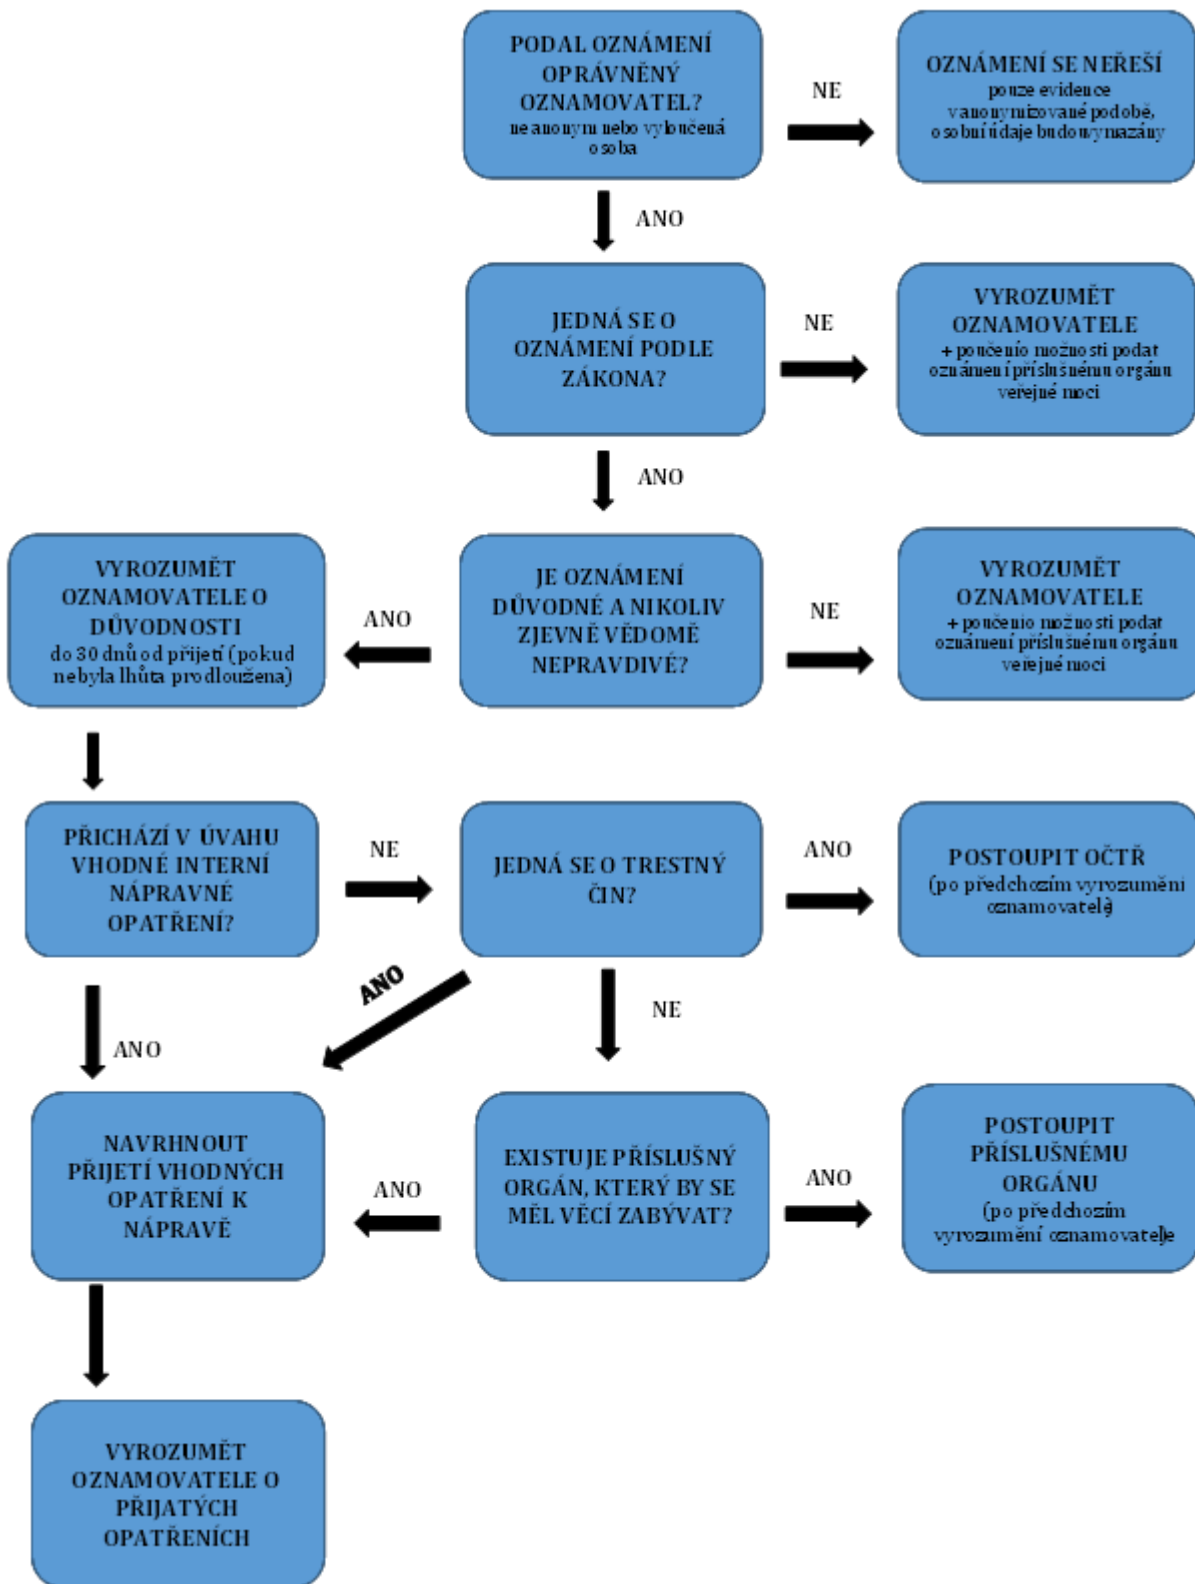 PODAL OZNÁMENÍ
OPRÁVNĚNÝ
OZNAMOVATEL?
ne anonym nebo vyloučená
osoba
NE
OZNÁMENÍ SE NEŘEŠÍ
pouze evidence
v anonymizované podobě,
osobní údaje budou vymazány
ANO
JEDNÁ SE O
OZNÁMENÍ PODLE
ZÁKONA?
NE
VYROZUMĚT
OZNAMOVATELE
+ poučení o možnosti podat
oznámení příslušnému orgánu
veřejné moci
ANO
VYROZUMĚT
OZNAMOVATELE O
DŮVODNOSTI
do 30 dnů od přijetí (pokud
nebyla lhůta prodloužena)
ANO
JE OZNÁMENÍ
DŮVODNÉ A NIKOLIV
ZJEVNĚ VĚDOMĚ
NEPRAVDIVÉ?
NE
VYROZUMĚT
OZNAMOVATELE
+ poučení o možnosti podat
oznámení příslušnému orgánu
veřejné moci
PŘICHÁZÍ V ÚVAHU
VHODNÉ INTERNÍ
NÁPRAVNÉ
OPATŘENÍ?
NE
JEDNÁ SE O TRESTNÝ
ČIN?
ANO
POSTOUPIT OČTŘ
(po předchozím vyrozumění
oznamovatele)
ANO
ANO
NE
NAVRHNOUT
PŘIJETÍ VHODNÝCH
OPATŘENÍ K
NÁPRAVĚ
ANO
EXISTUJE PŘÍSLUŠNÝ
ORGÁN, KTERÝ BY SE
MĚL VĚCÍ ZABÝVAT?
ANO
POSTOUPIT
PŘÍSLUŠNÉMU
ORGÁNU
(po předchozím
vyrozumění oznamovatele)
VYROZUMĚT
OZNAMOVATELE O
PŘIJATÝCH
OPATŘENÍCH